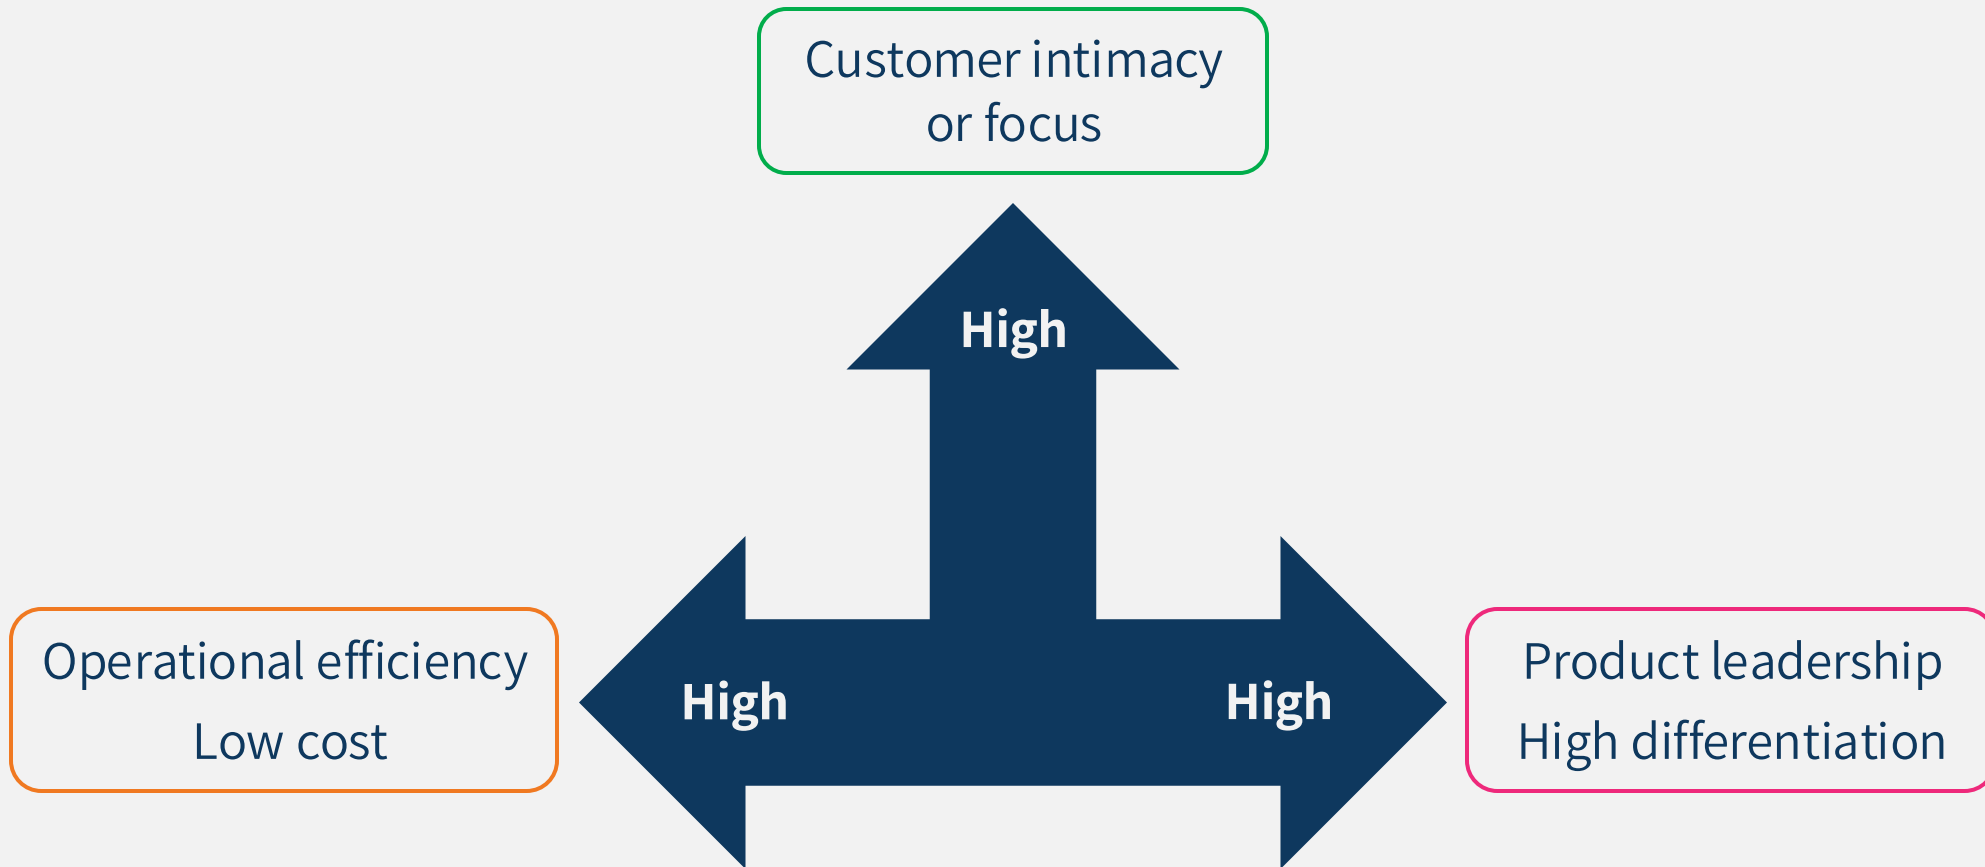 Customer intimacy
or focus
High
Operational efficiency
Low cost
High
High
Product leadership
High differentiation